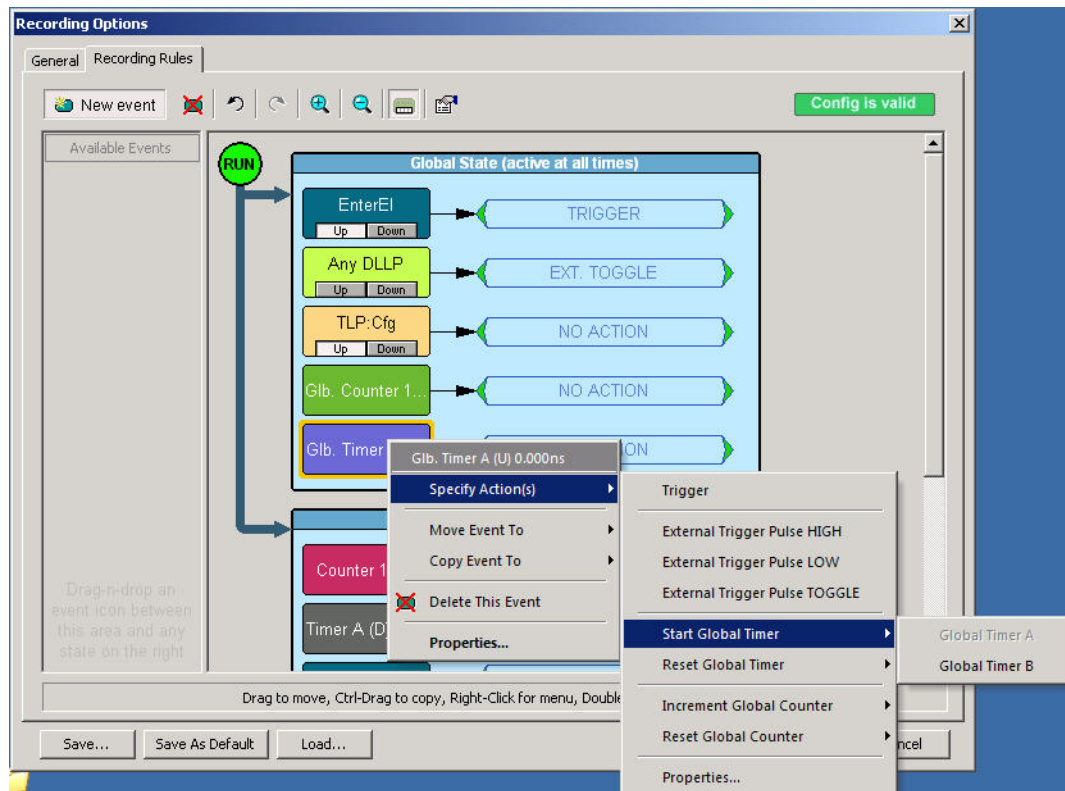 Recording Options
General
Recording Rules
New event
Config is valid
Available Events
RUN
Global State (active at all times)
EnterEI
Up Down
TRIGGER
Any DLLP
Up Down
EXT. TOGGLE
TLP:Cfg
Up Down
NO ACTION
Glb. Counter 1...
NO ACTION
Glb. Timer
ON
Glb. Timer A (U) 0.000ns
Specify Action(s)
Move Event To
Copy Event To
Delete This Event
Properties...
Trigger
External Trigger Pulse HIGH
External Trigger Pulse LOW
External Trigger Pulse TOGGLE
Start Global Timer
Reset Global Timer
Increment Global Counter
Reset Global Counter
Properties...
Global Timer A
Global Timer B
Counter 1
Timer A (D)
Drag-n-drop an
event icon between
this area and any
state on the right
Drag to move, Ctrl-Drag to copy, Right-Click for menu, Double
Save...
Save As Default
Load...
ncel